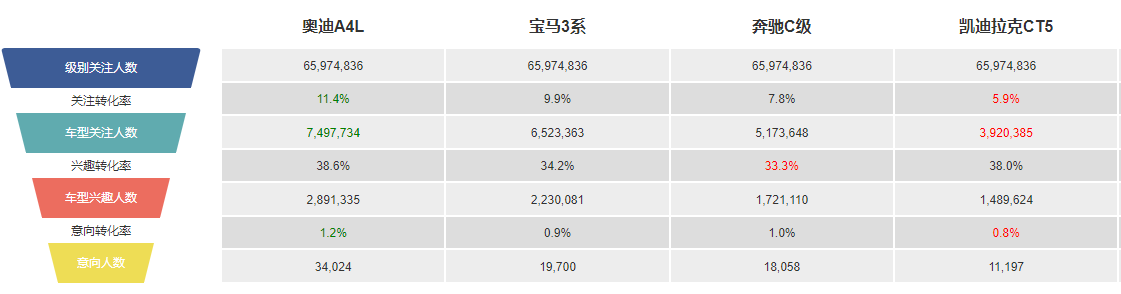 奥迪A4L 宝马3系 奔驰C级 凯迪拉克CT5
级别关注人数 65,974,836 65,974,836 65,974,836 65,974,836
关注转化率 11.4% 9.9% 7.8% 5.9%
车型关注人数 7,497,734 6,523,363 5,173,648 3,920,385
兴趣转化率 38.6% 34.2% 33.3% 38.0%
车型兴趣人数 2,891,335 2,230,081 1,721,110 1,489,624
意向转化率 1.2% 0.9% 1.0% 0.8%
意向人数 34,024 19,700 18,058 11,197